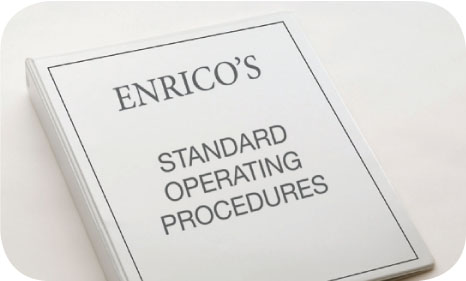 ENRICO'S
STANDARD
OPERATING
PROCEDURES